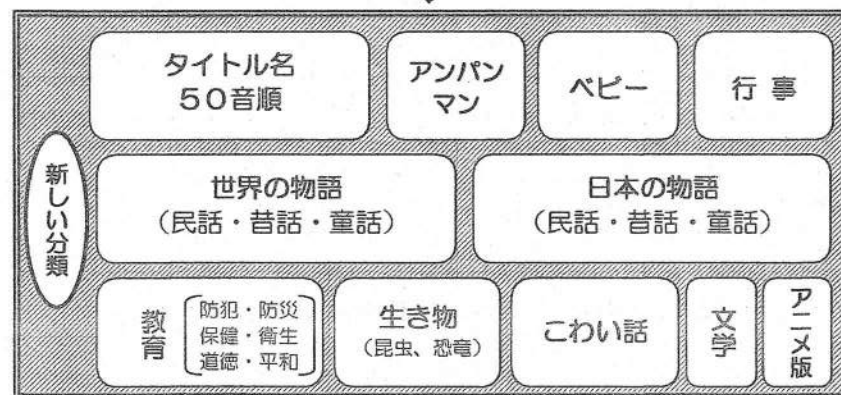 新しい分類
タイトル名
50音順
アンパン
マン
ベビー
行事
世界の物語
（民話・昔話・童話）
日本の物語
（民話・昔話・童話）
教育
防犯・防災
保健・衛生
道徳・平和
生き物
（昆虫、恐竜）
こわい話
文学
アニメ版